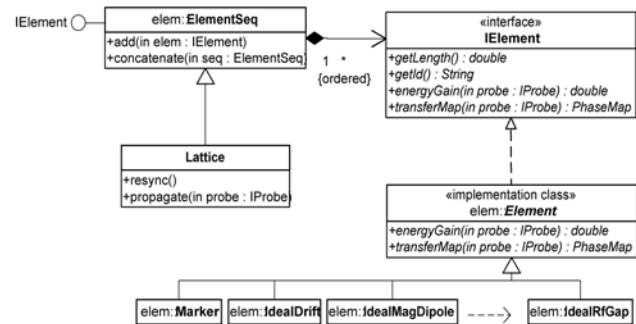 IElement
elem::ElementSeq
+add(in elem : IElement)
+concatenate(in seq : ElementSeq)
1 *
{ordered}
«interface»
IElement
+getLength() : double
+getId() : String
+energyGain(in probe : IProbe) : double
+transferMap(in probe : IProbe) : PhaseMap
Lattice
+resync()
+propagate(in probe : IProbe)
«implementation class»
elem::Element
+energyGain(in probe : IProbe) : double
+transferMap(in probe : IProbe) : PhaseMap
elem::Marker
elem::IdealDrift
elem::IdealMagDipole
elem::IdealRfGap